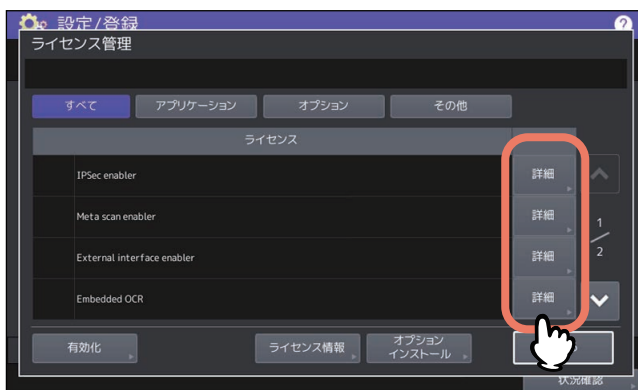 設定/登録
?
ライセンス管理
すべて アプリケーション オプション その他
ライセンス
IPSec enabler 詳細
Meta scan enabler 詳細
1
External interface enabler 詳細
2
Embedded OCR 詳細
有効化 ライセンス情報 オプション
インストール
状況確認